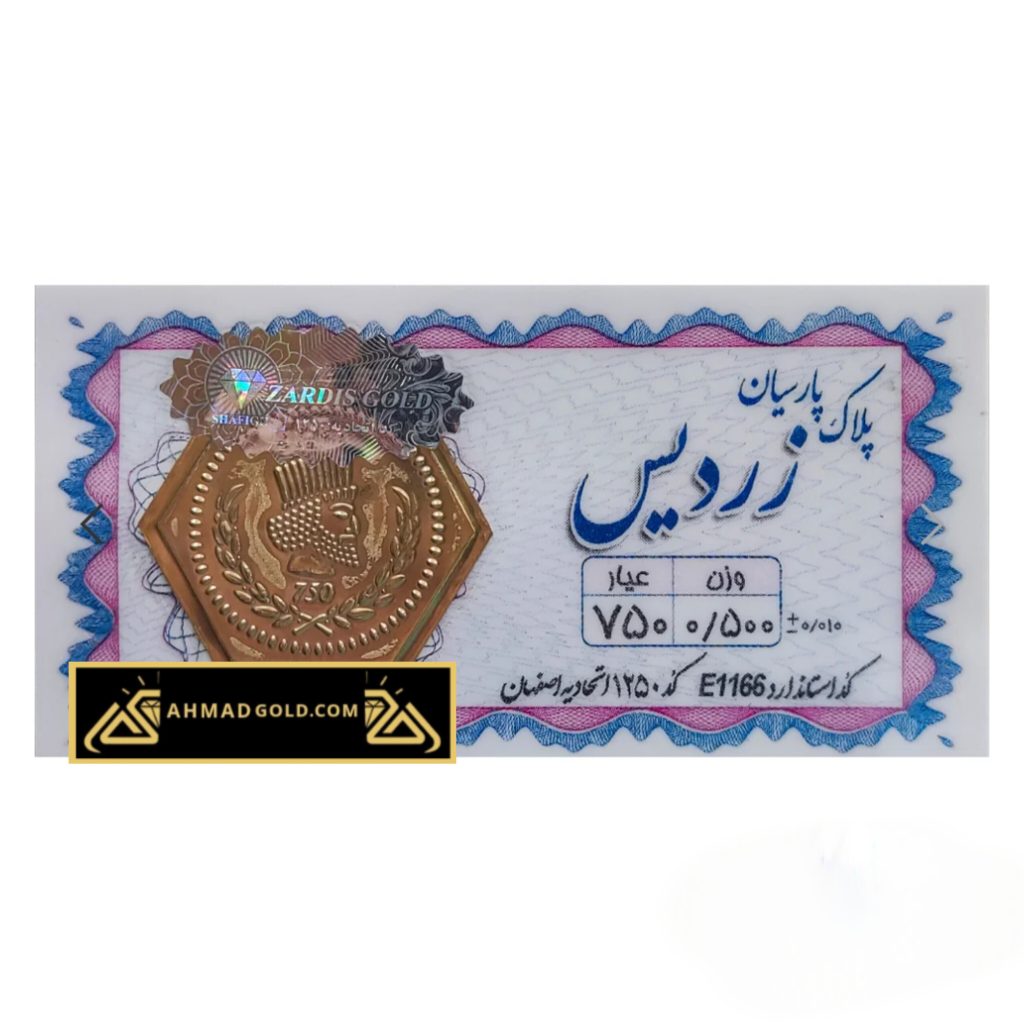 ZARDIS GOLD
750
AHMADGOLD.COM
پلاک پارسیان
زردیس
وزن عیار
۰/۵۰۰ ۷۵۰
±۰/۰۱۰
کد استاندارد E1166 کد ۱۲۵۰ اتحادیه اصفهان